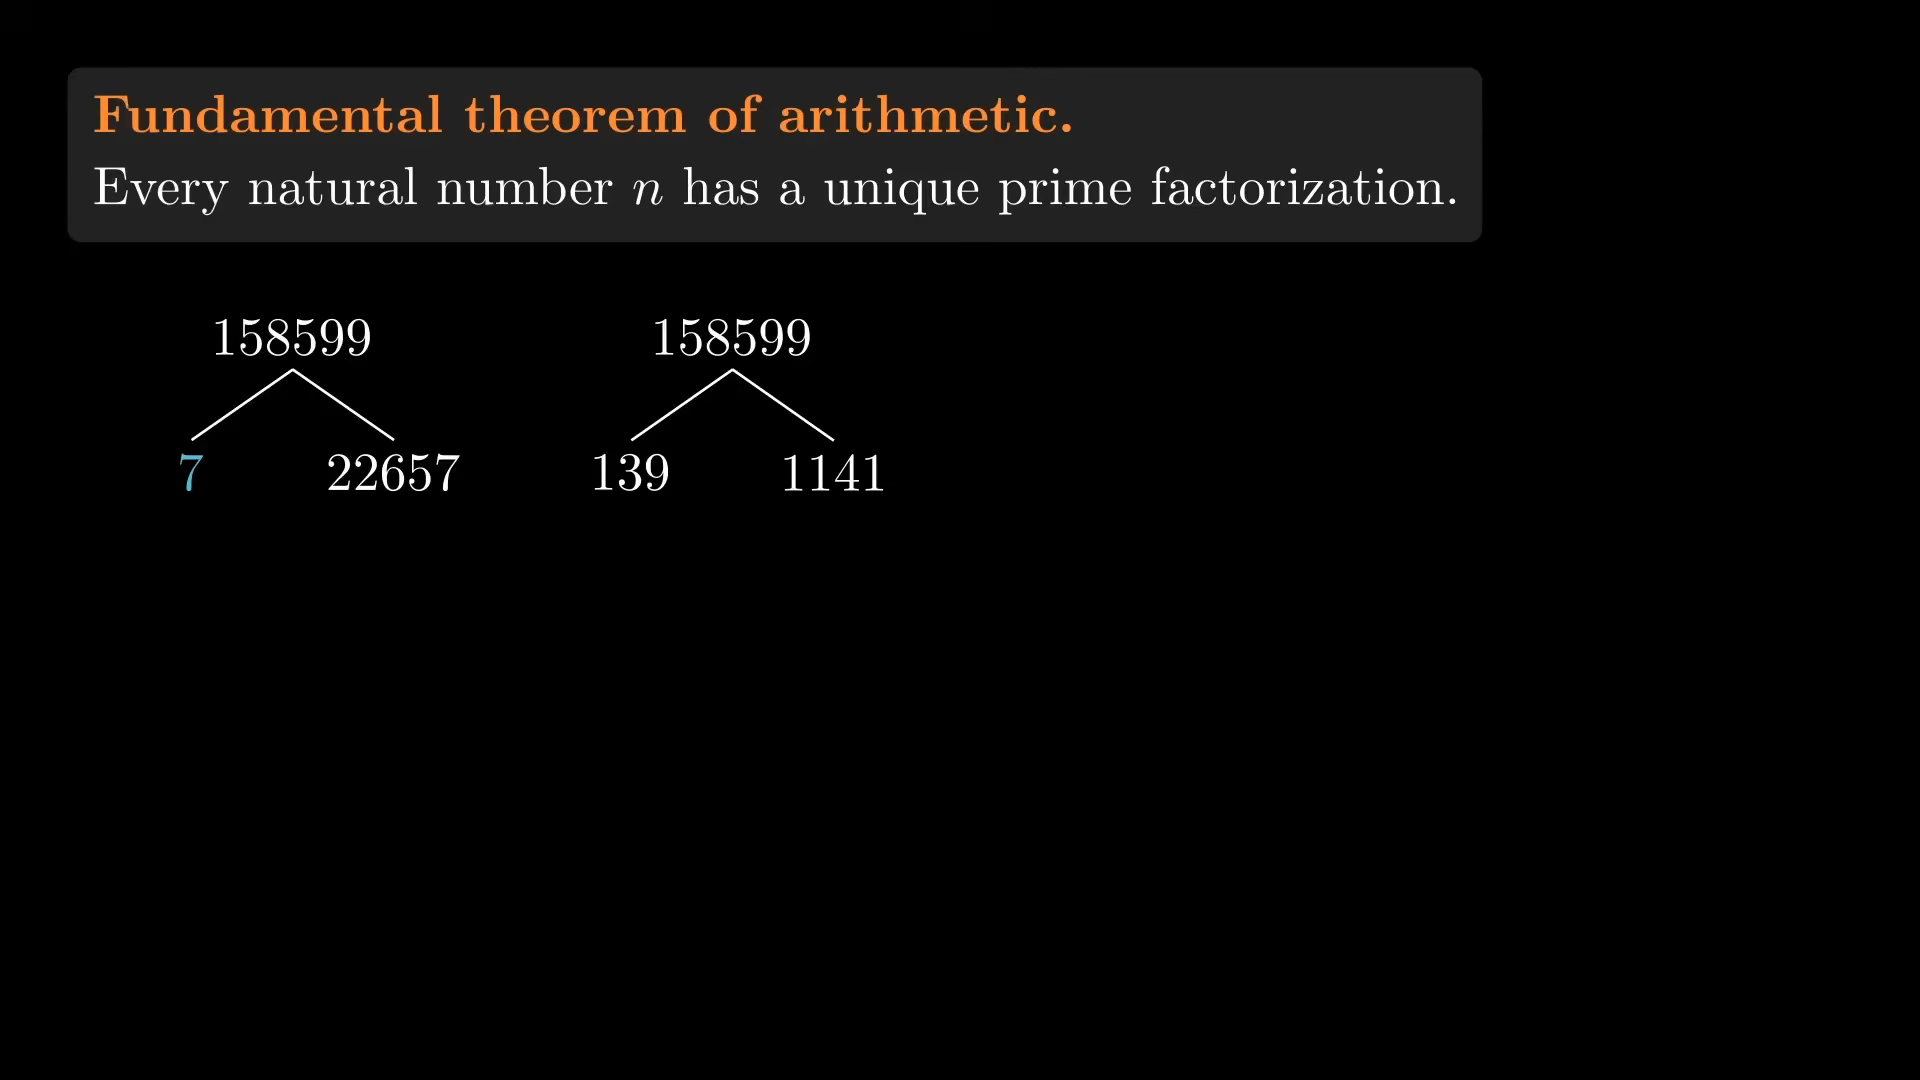 Fundamental theorem of arithmetic.
Every natural number n has a unique prime factorization.
158599 158599
7 22657 139 1141